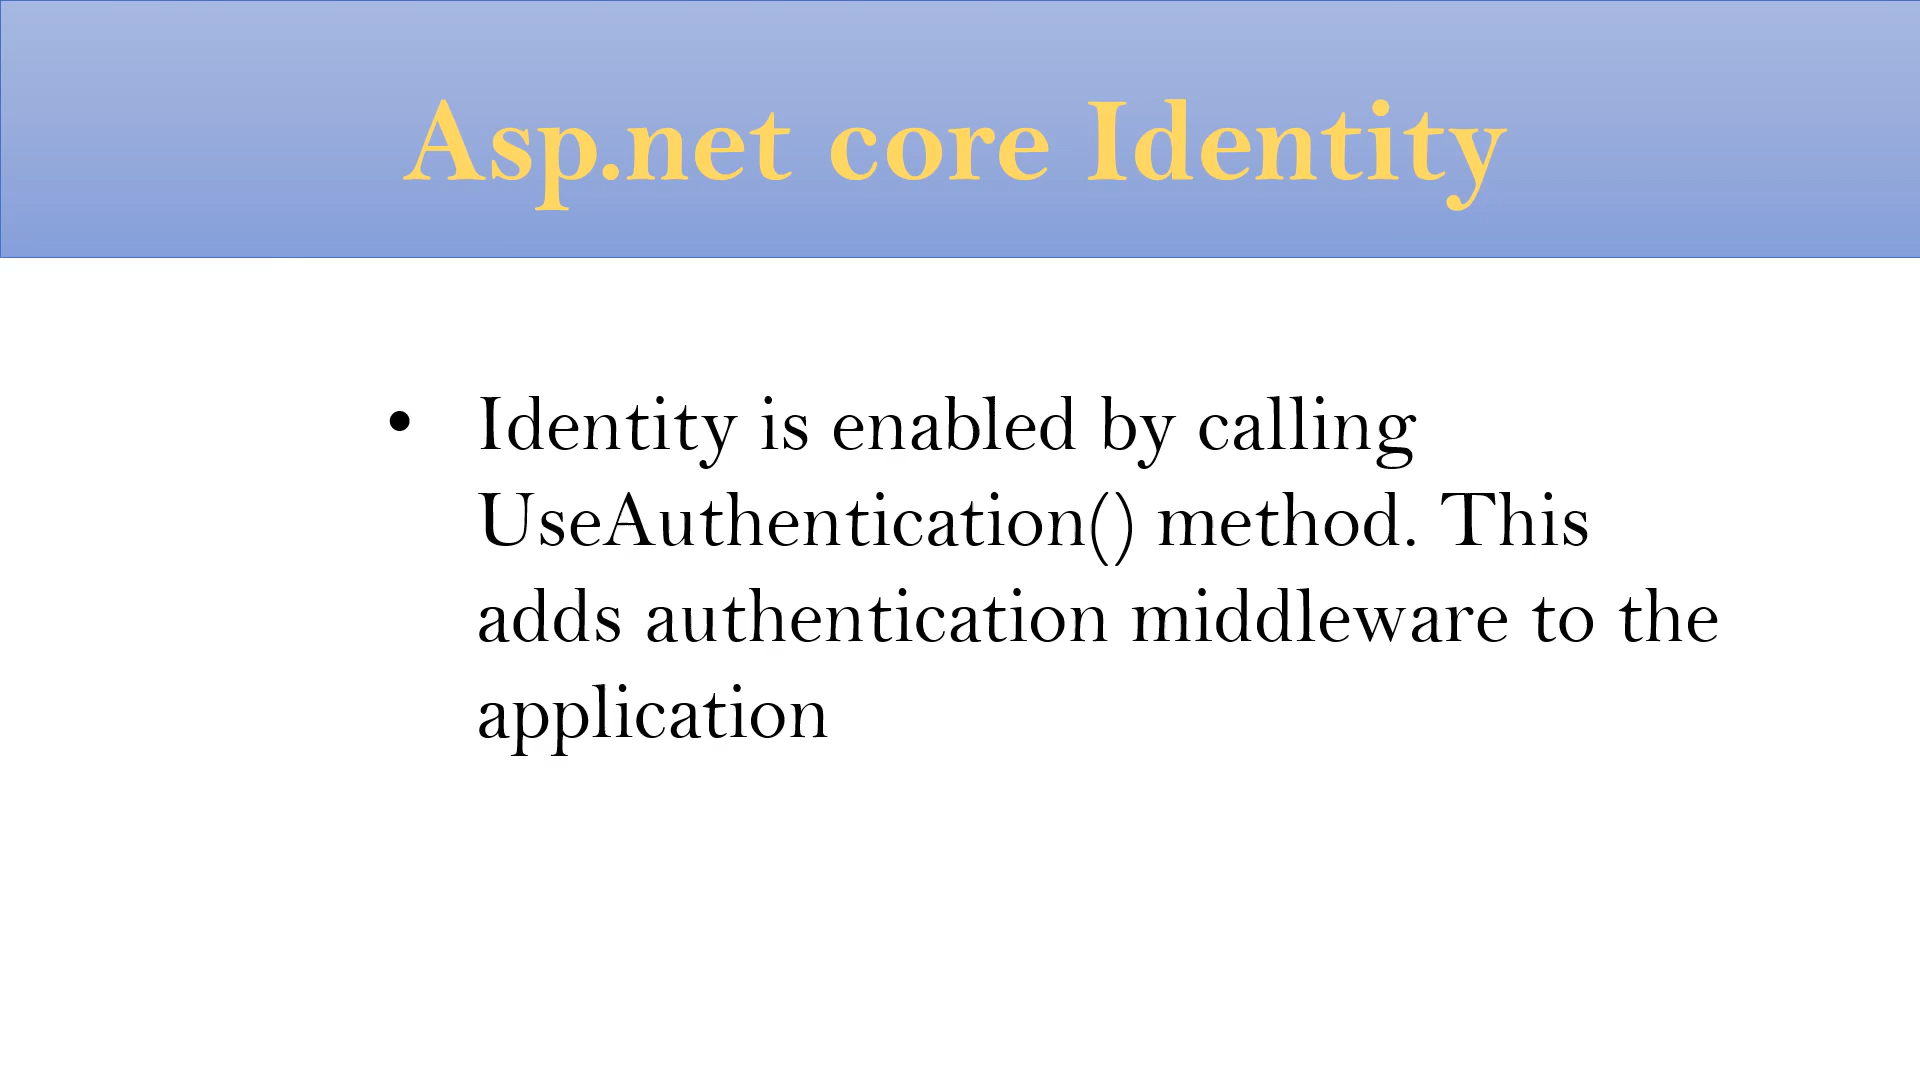 Asp.net core Identity
• Identity is enabled by calling
UseAuthentication() method. This
adds authentication middleware to the
application